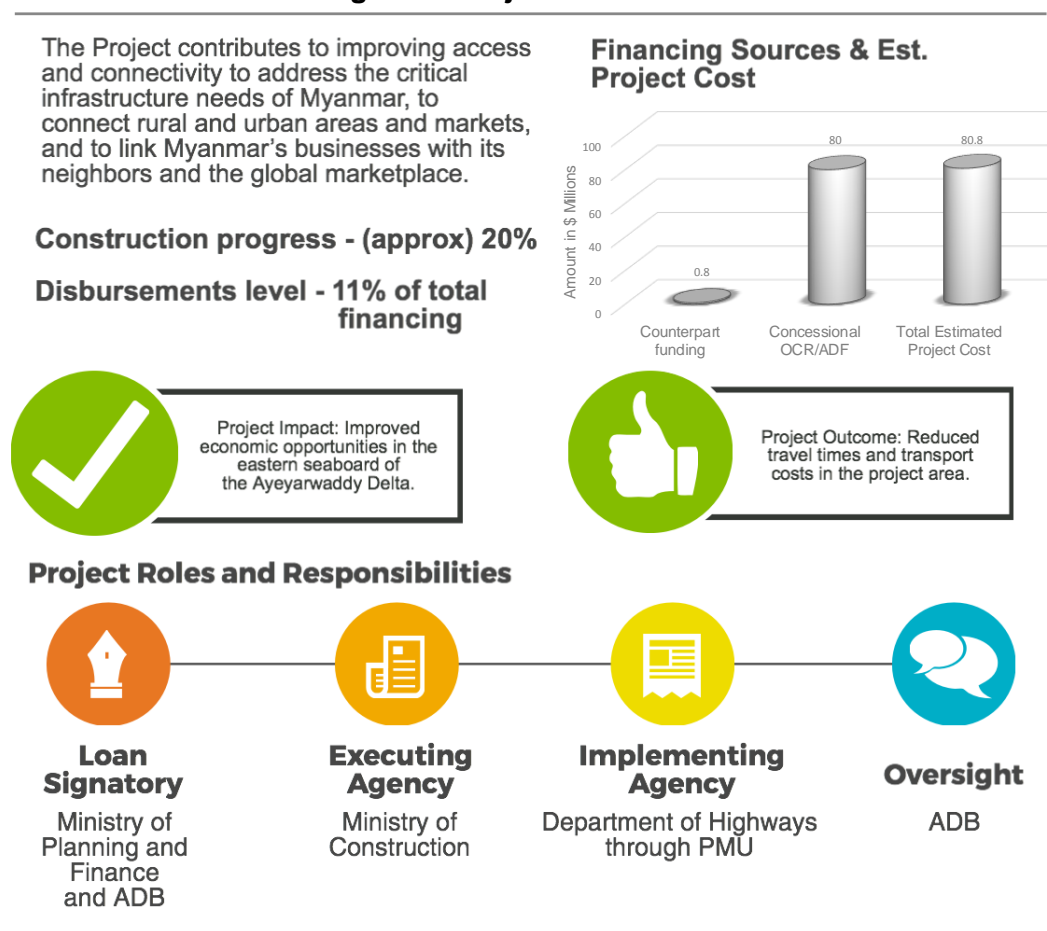 The Project contributes to improving access
and connectivity to address the critical
infrastructure needs of Myanmar, to
connect rural and urban areas and markets,
and to link Myanmar's businesses with its
neighbors and the global marketplace.
Construction progress - (approx) 20%
Disbursements level - 11% of total
financing
Financing Sources & Est.
Project Cost
Amount in $ Millions
100
80
60
40
20
0
0.8
80
80.8
Counterpart
funding
Concessional
OCR/ADF
Total Estimated
Project Cost
Project Impact: Improved
economic opportunities in the
eastern seaboard of
the Ayeyarwaddy Delta.
Project Outcome: Reduced
travel times and transport
costs in the project area.
Project Roles and Responsibilities
Loan
Signatory
Ministry of
Planning and
Finance
and ADB
Executing
Agency
Ministry of
Construction
Implementing
Agency
Department of Highways
through PMU
Oversight
ADB